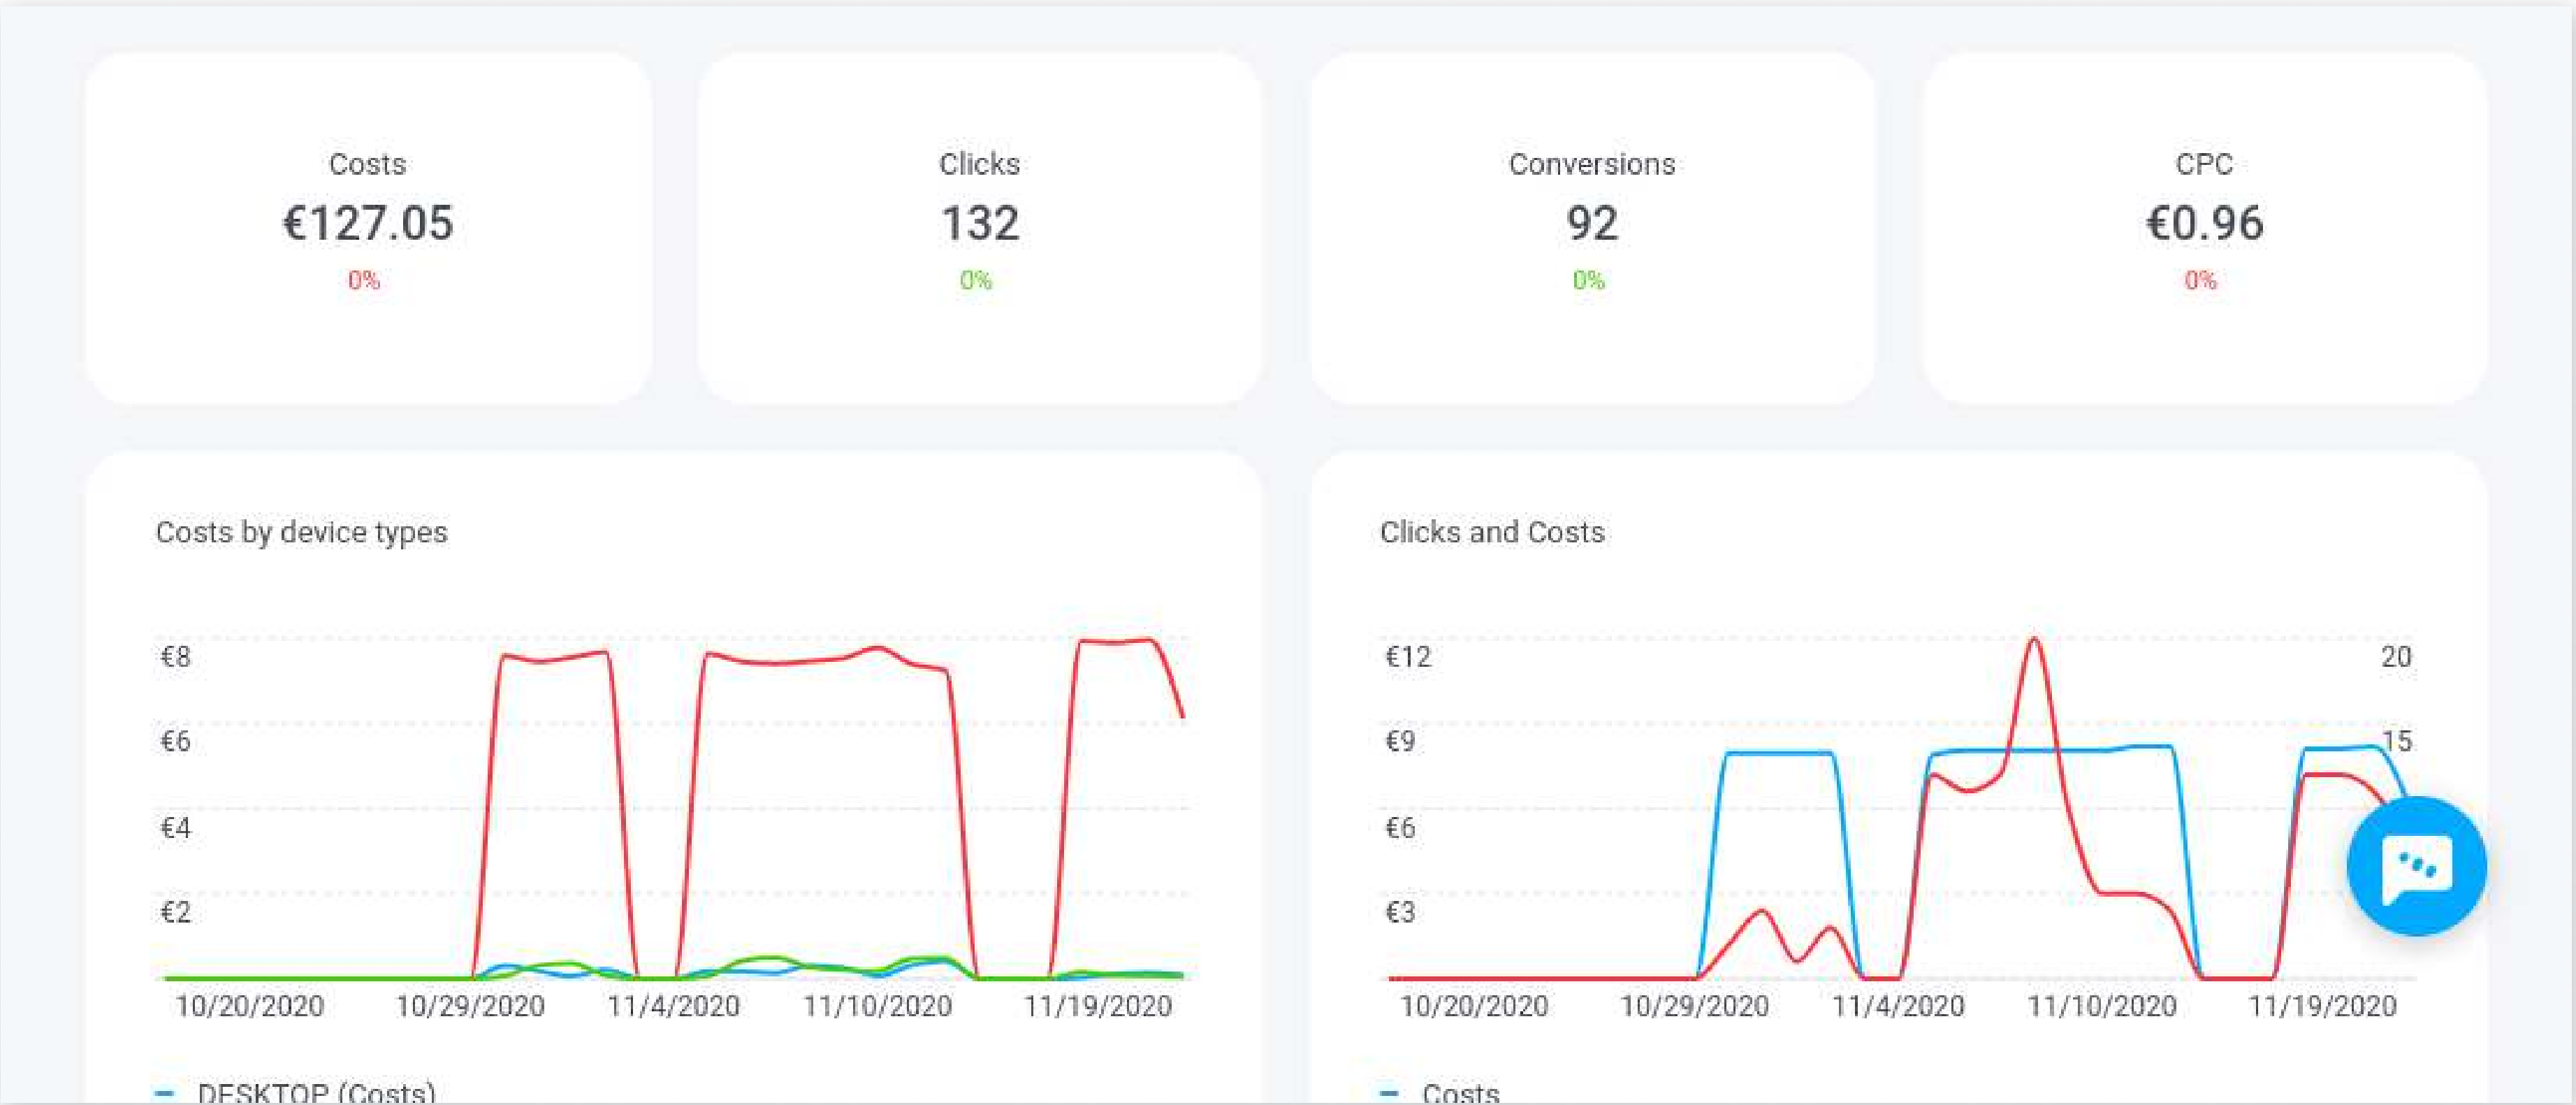 Costs
€127.05
0%
Clicks
132
0%
Conversions
92
0%
CPC
€0.96
0%
Costs by device types
€8
€6
€4
€2
10/20/2020 10/29/2020 11/4/2020 11/10/2020 11/19/2020
DESKTOP (Costs)
Clicks and Costs
€12 20
€9 15
€6
€3
10/20/2020 10/29/2020 11/4/2020 11/10/2020 11/19/2020
Costs